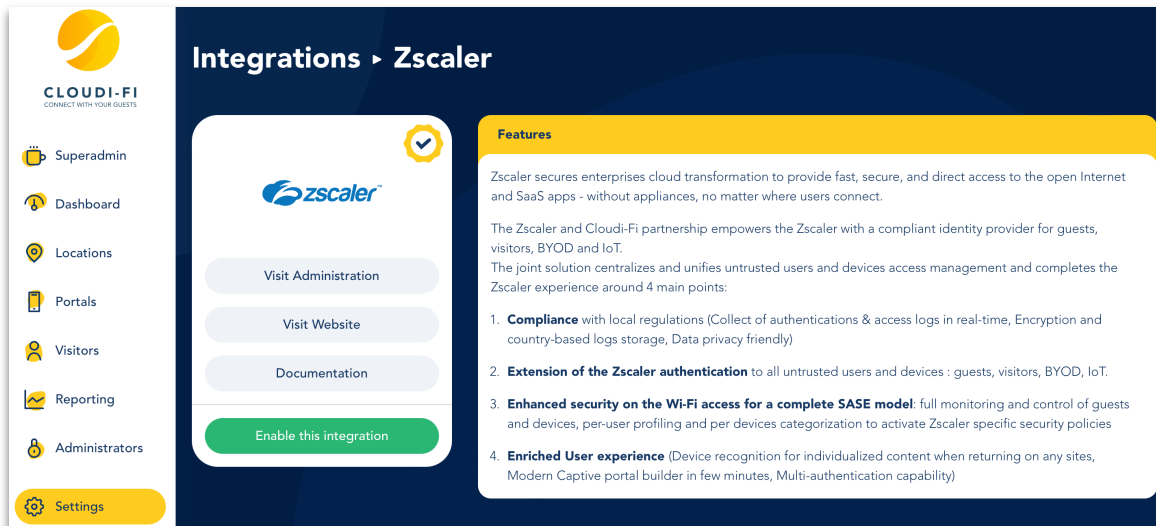 CLOUDI-FI
CONNECT WITH YOUR GUESTS
Superadmin
Dashboard
Locations
Portals
Visitors
Reporting
Administrators
Settings
Integrations ▸ Zscaler
zscaler™
Visit Administration
Visit Website
Documentation
Enable this integration
Features
Zscaler secures enterprises cloud transformation to provide fast, secure, and direct access to the open Internet
and SaaS apps - without appliances, no matter where users connect.
The Zscaler and Cloudi-Fi partnership empowers the Zscaler with a compliant identity provider for guests,
visitors, BYOD and IoT.
The joint solution centralizes and unifies untrusted users and devices access management and completes the
Zscaler experience around 4 main points:
1. Compliance with local regulations (Collect of authentications & access logs in real-time, Encryption and
country-based logs storage, Data privacy friendly)
2. Extension of the Zscaler authentication to all untrusted users and devices : guests, visitors, BYOD, IoT.
3. Enhanced security on the Wi-Fi access for a complete SASE model: full monitoring and control of guests
and devices, per-user profiling and per devices categorization to activate Zscaler specific security policies
4. Enriched User experience (Device recognition for individualized content when returning on any sites,
Modern Captive portal builder in few minutes, Multi-authentication capability)